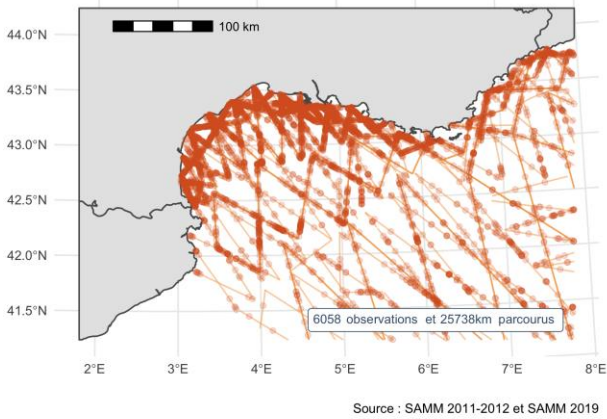 44.0°N
100 km
43.5°N
43.0°N
42.5°N
42.0°N
41.5°N
6058 observations et 25738km parcourus
2°E 3°E 4°E 5°E 6°E 7°E 8°E
Source : SAMM 2011-2012 et SAMM 2019